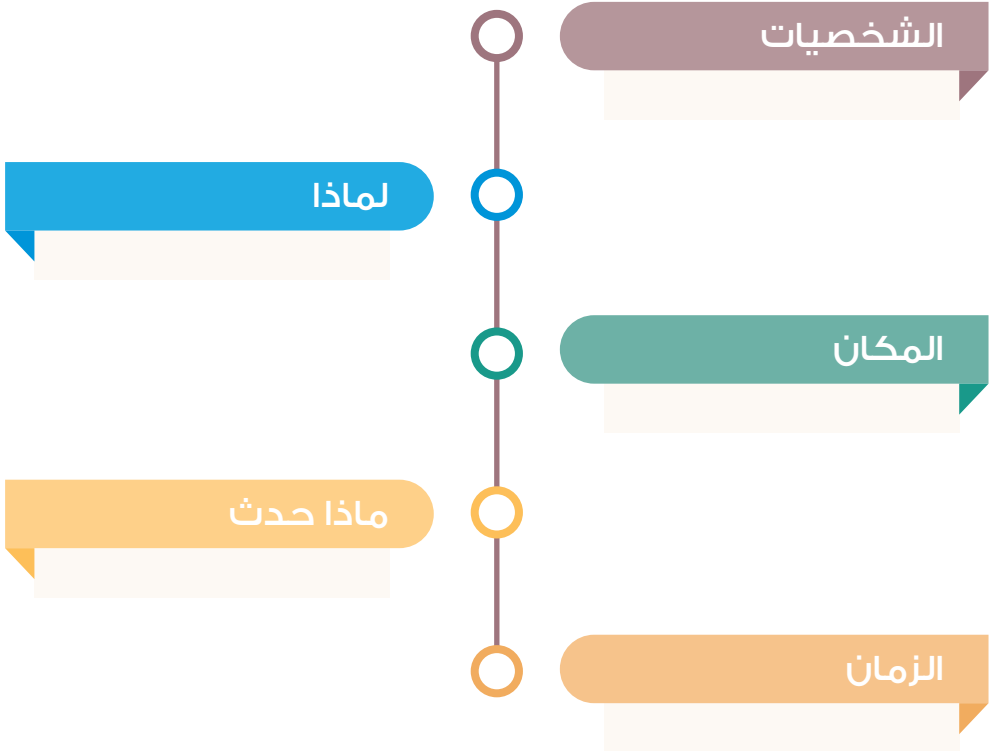 الشخصيات
لماذا
المكان
ماذا حدث
الزمان